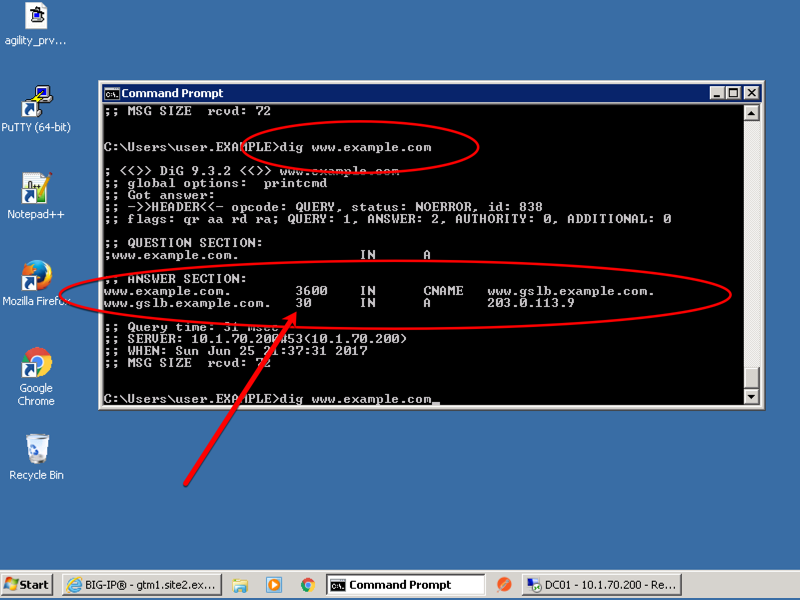 agility_prv...
PuTTY (64-bit)
Notepad++
Mozilla Firefox
Google
Chrome
Recycle Bin
Command Prompt
;; MSG SIZE  rcvd: 72
C:\Users\user.EXAMPLE>dig www.example.com
; <<>> DiG 9.3.2 <<>> www.example.com
;; global options:  printcmd
;; Got answer:
;; ->>HEADER<<- opcode: QUERY, status: NOERROR, id: 838
;; flags: qr aa rd ra; QUERY: 1, ANSWER: 2, AUTHORITY: 0, ADDITIONAL: 0
;; QUESTION SECTION:
;www.example.com.               IN      A
;; ANSWER SECTION:
www.example.com.        3600    IN      CNAME   www.gslb.example.com.
www.gslb.example.com.   30      IN      A       203.0.113.9
;; Query time: 31 msec
;; SERVER: 10.1.70.200#53(10.1.70.200)
;; WHEN: Sun Jun 25 21:37:31 2017
;; MSG SIZE  rcvd: 72
C:\Users\user.EXAMPLE>dig www.example.com_
Start
BIG-IP® - gtm1.site2.ex...
Command Prompt
DC01 - 10.1.70.200 - Re...